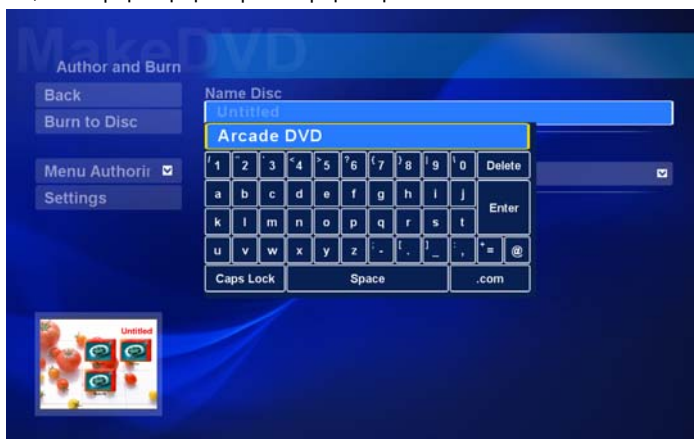 MakeDVD
Author and Burn
Back
Burn to Disc
Menu Authorin
Settings
Name Disc
Untitled
Arcade DVD
1 2 3 4 5 6 7 8 9 0 Delete
a b c d e f g h i j
Enter
k l m n o p q r s t
u v w x y z - . _ , = @
Caps Lock Space .com
Untitled